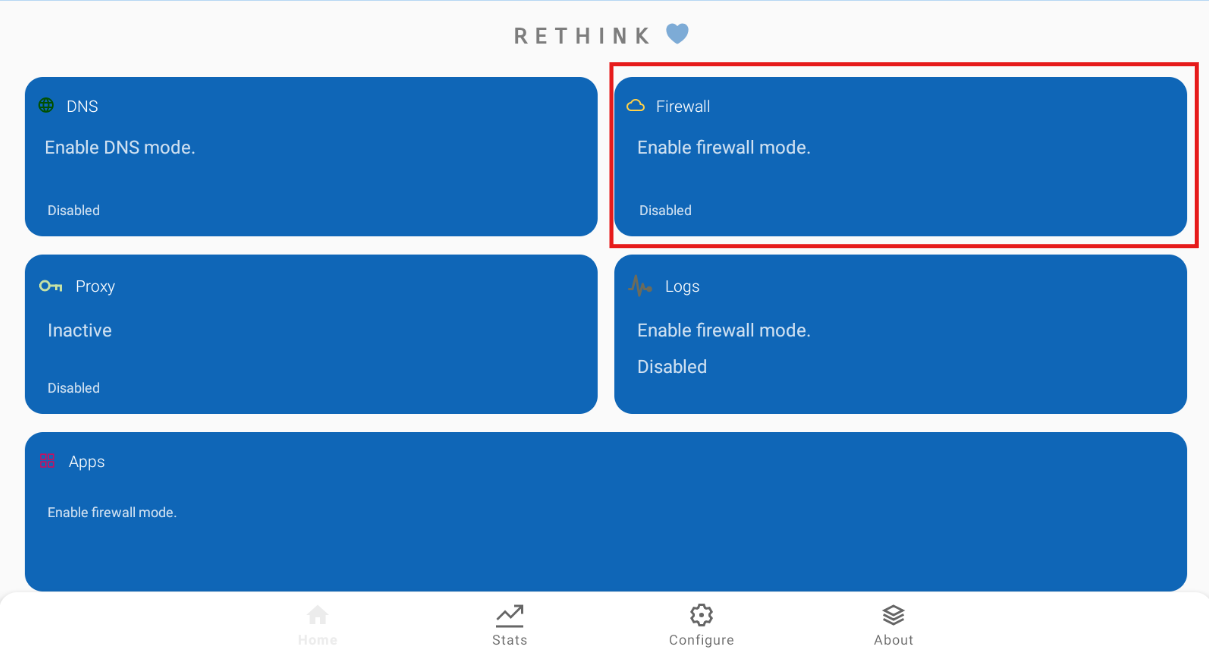 RETHINK
DNS
Enable DNS mode.
Disabled
Firewall
Enable firewall mode.
Disabled
Proxy
Inactive
Disabled
Logs
Enable firewall mode.
Disabled
Apps
Enable firewall mode.
Home
Stats
Configure
About